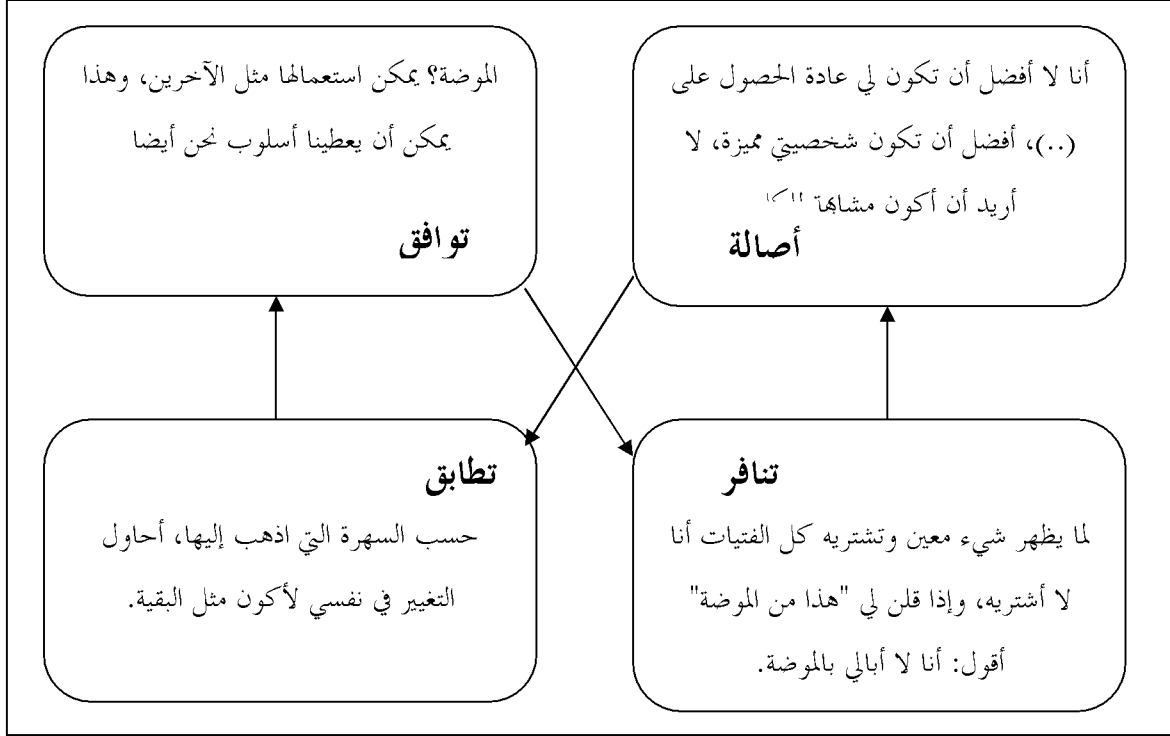 أنا لا أفضل أن تكون لي عادة الحصول على
(..)، أفضل أن تكون شخصيتي مميزة، لا
أريد أن أكون مشابهة
أصالة
الموضة؟ يمكن استعمالها مثل الآخرين، وهذا
يمكن أن يعطينا أسلوب نحن أيضا
توافق
تنافر
لما يظهر شيء معين وتشتريه كل الفتيات أنا
لا أشتريه، وإذا قلن لي "هذا من الموضة"
أقول: أنا لا أبالي بالموضة.
تطابق
حسب السهرة التي اذهب إليها، أحاول
التغيير في نفسي لأكون مثل البقية.